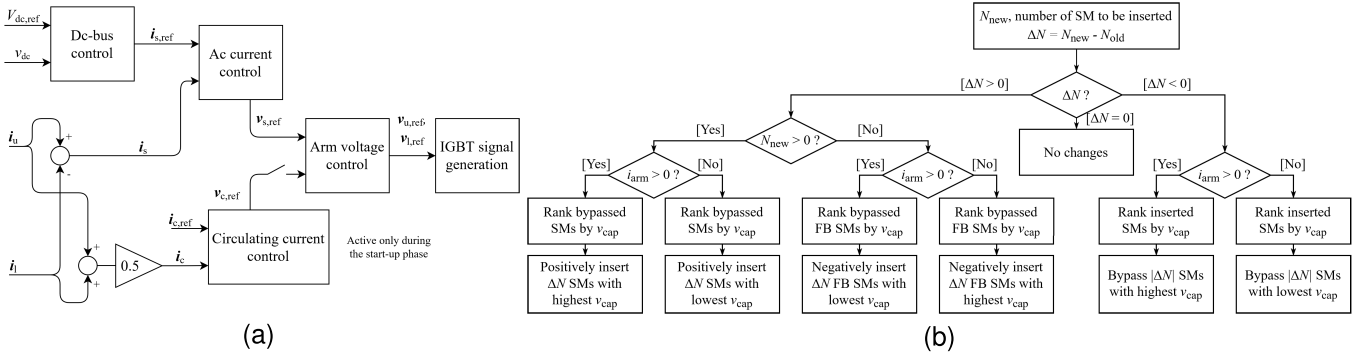 V_dc,ref
v_dc
Dc-bus
control
i_s,ref
Ac current
control
i_u
+
-
i_s
v_s,ref
v_u,ref,
v_l,ref
Arm voltage
control
IGBT signal
generation
v_c,ref
i_c,ref
Circulating current
control
Active only during
the start-up phase
i_l
+
+
0.5
i_c
(a)
N_new, number of SM to be inserted
ΔN = N_new - N_old
[ΔN > 0]
ΔN ?
[ΔN < 0]
[ΔN = 0]
No changes
[Yes]
N_new > 0 ?
[No]
[Yes]
i_arm > 0 ?
[No]
[Yes]
i_arm > 0 ?
[No]
[Yes]
i_arm > 0 ?
[No]
Rank bypassed
SMs by v_cap
Rank bypassed
SMs by v_cap
Rank bypassed
FB SMs by v_cap
Rank bypassed
FB SMs by v_cap
Rank inserted
SMs by v_cap
Rank inserted
SMs by v_cap
Positively insert
ΔN SMs with
highest v_cap
Positively insert
ΔN SMs with
lowest v_cap
Negatively insert
ΔN FB SMs with
lowest v_cap
Negatively insert
ΔN FB SMs with
highest v_cap
Bypass |ΔN| SMs
with highest v_cap
Bypass |ΔN| SMs
with lowest v_cap
(b)